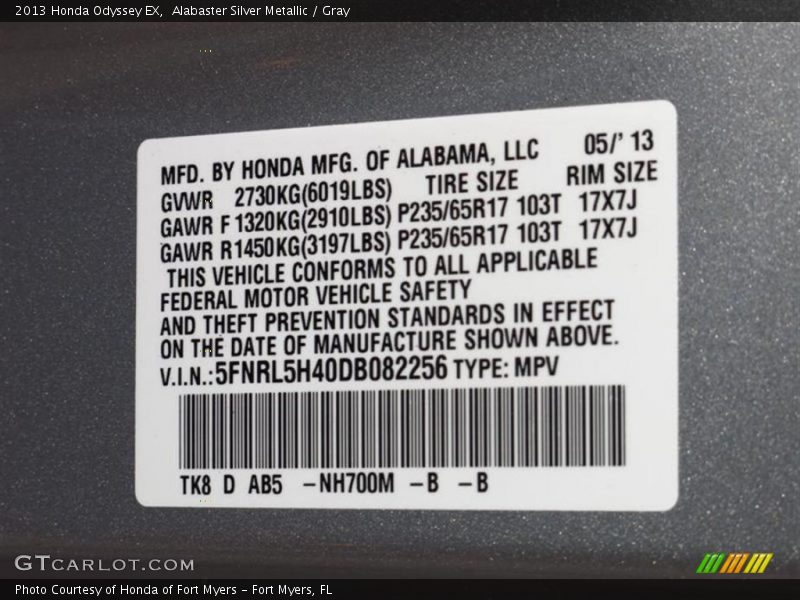 2013 Honda Odyssey EX, Alabaster Silver Metallic / Gray
MFD. BY HONDA MFG. OF ALABAMA, LLC 05/' 13
GVWR 2730KG(6019LBS) TIRE SIZE RIM SIZE
GAWR F 1320KG(2910LBS) P235/65R17 103T 17X7J
GAWR R1450KG(3197LBS) P235/65R17 103T 17X7J
THIS VEHICLE CONFORMS TO ALL APPLICABLE
FEDERAL MOTOR VEHICLE SAFETY
AND THEFT PREVENTION STANDARDS IN EFFECT
ON THE DATE OF MANUFACTURE SHOWN ABOVE.
V.I.N.:5FNRL5H40DB082256 TYPE: MPV
TK8 D AB5 -NH700M -B -B
GTCARLOT.COM
Photo Courtesy of Honda of Fort Myers - Fort Myers, FL